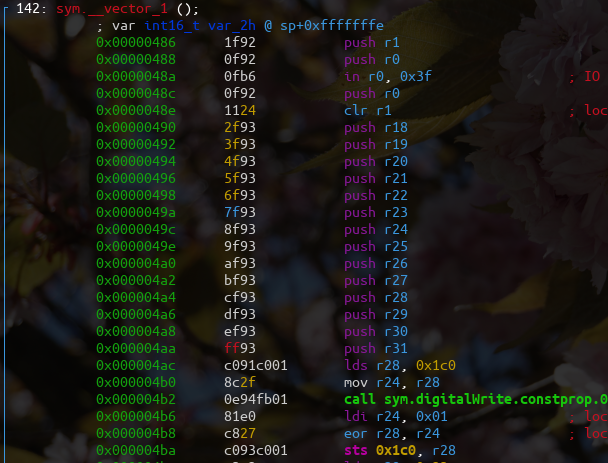 142: sym.__vector_1 ();
; var int16_t var_2h @ sp+0xfffffffe
0x00000486 1f92 push r1
0x00000488 0f92 push r0
0x0000048a 0fb6 in r0, 0x3f ; IO
0x0000048c 0f92 push r0
0x0000048e 1124 clr r1 ; loc
0x00000490 2f93 push r18
0x00000492 3f93 push r19
0x00000494 4f93 push r20
0x00000496 5f93 push r21
0x00000498 6f93 push r22
0x0000049a 7f93 push r23
0x0000049c 8f93 push r24
0x0000049e 9f93 push r25
0x000004a0 af93 push r26
0x000004a2 bf93 push r27
0x000004a4 cf93 push r28
0x000004a6 df93 push r29
0x000004a8 ef93 push r30
0x000004aa ff93 push r31
0x000004ac c091c001 lds r28, 0x1c0
0x000004b0 8c2f mov r24, r28
0x000004b2 0e94fb01 call sym.digitalWrite.constprop.0
0x000004b6 81e0 ldi r24, 0x01 ; loc
0x000004b8 c827 eor r28, r24 ; loc
0x000004ba c093c001 sts 0x1c0, r28